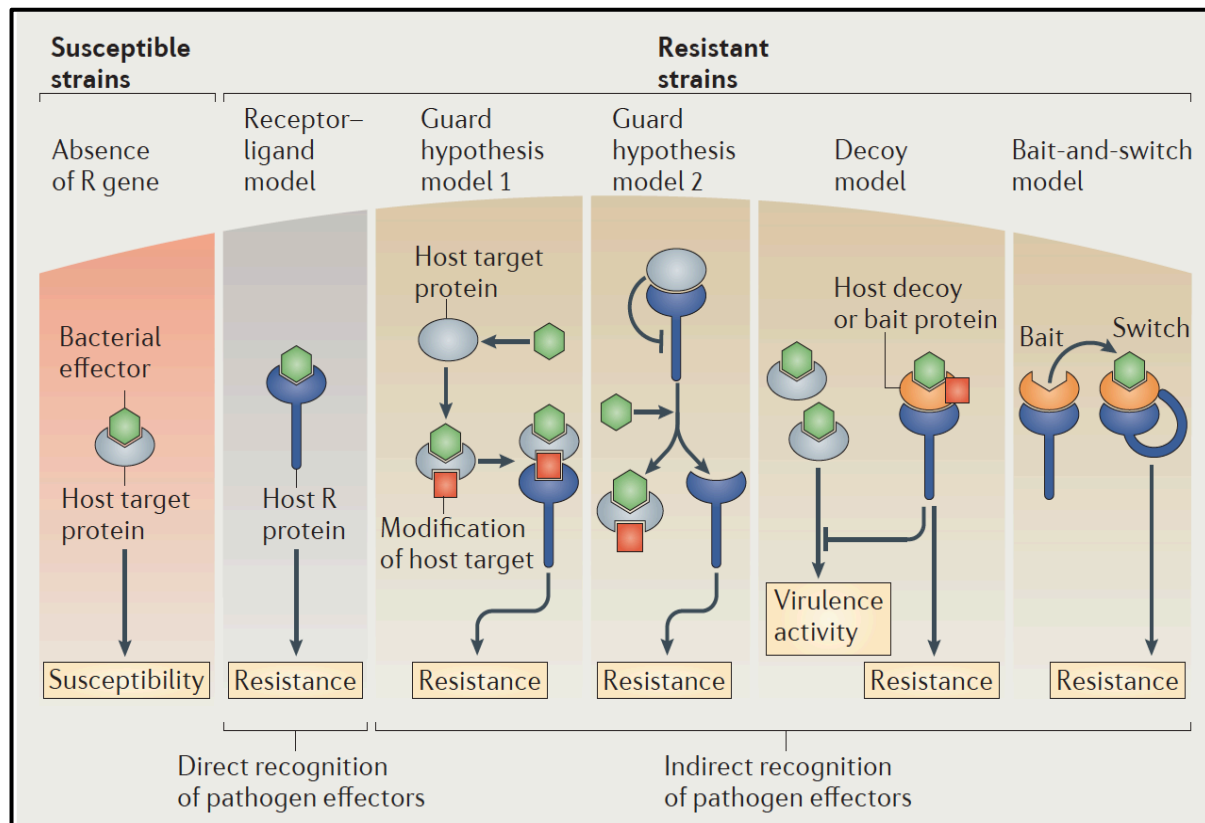 Susceptible
strains
Resistant
strains
Absence
of R gene
Receptor–
ligand
model
Guard
hypothesis
model 1
Guard
hypothesis
model 2
Decoy
model
Bait-and-switch
model
Bacterial
effector
Host target
protein
Susceptibility
Host R
protein
Resistance
Host target
protein
Modification
of host target
Resistance
Resistance
Host decoy
or bait protein
Virulence
activity
Resistance
Bait
Switch
Resistance
Direct recognition
of pathogen effectors
Indirect recognition
of pathogen effectors